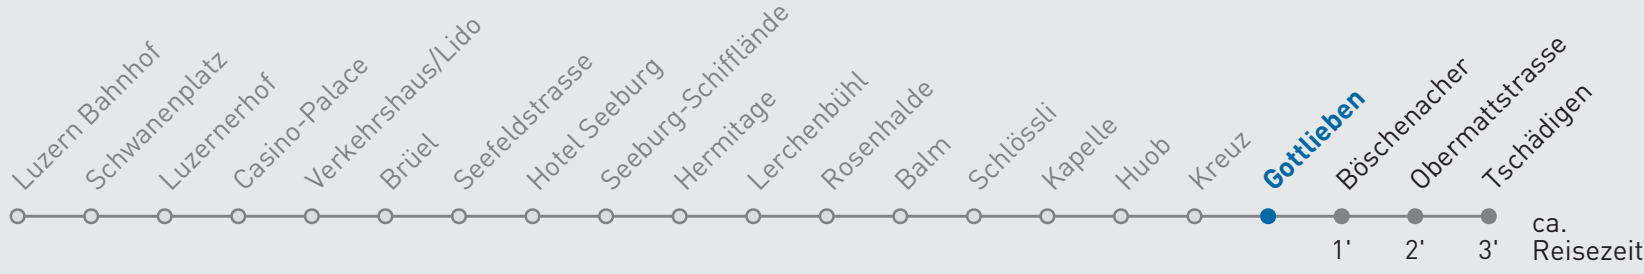 Luzern Bahnhof
Schwanenplatz
Luzernerhof
Casino-Palace
Verkehrshaus/Lido
Brüel
Seefeldstrasse
Hotel Seeburg
Seeburg-Schifflände
Hermitage
Lerchenbühl
Rosenhalde
Balm
Schlössli
Kapelle
Huob
Kreuz
Gottlieben
Böschenacher
Obermattstrasse
Tschädigen
1' 2' 3'
ca.
Reisezeit